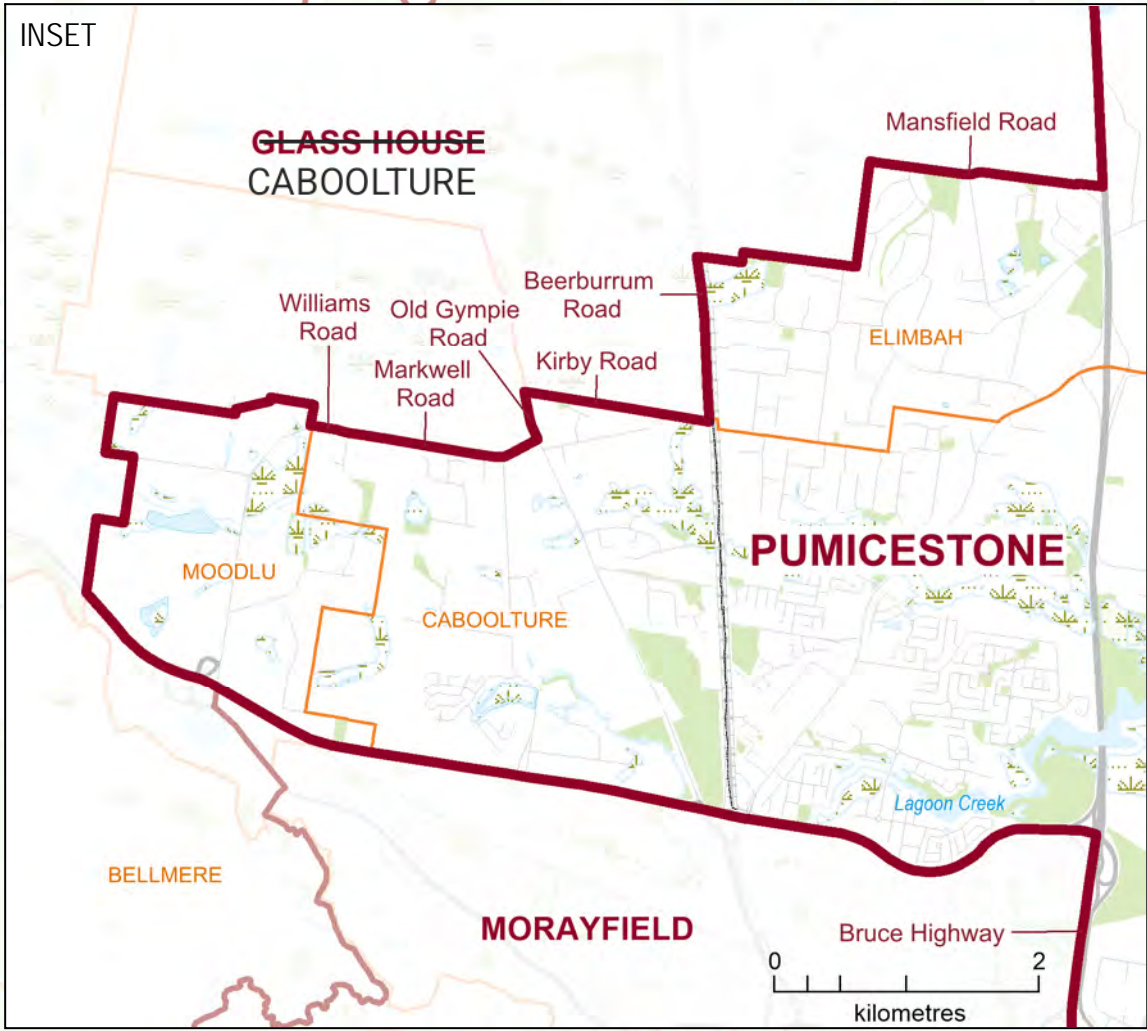 INSET
GLASS HOUSE
CABOOLTURE
Mansfield Road
Beerburrum
Road
Williams
Road
Old Gympie
Road
Markwell
Road
Kirby Road
ELIMBAH
PUMICESTONE
MOODLU
CABOOLTURE
Lagoon Creek
BELLMERE
MORAYFIELD
Bruce Highway
0 2
kilometres